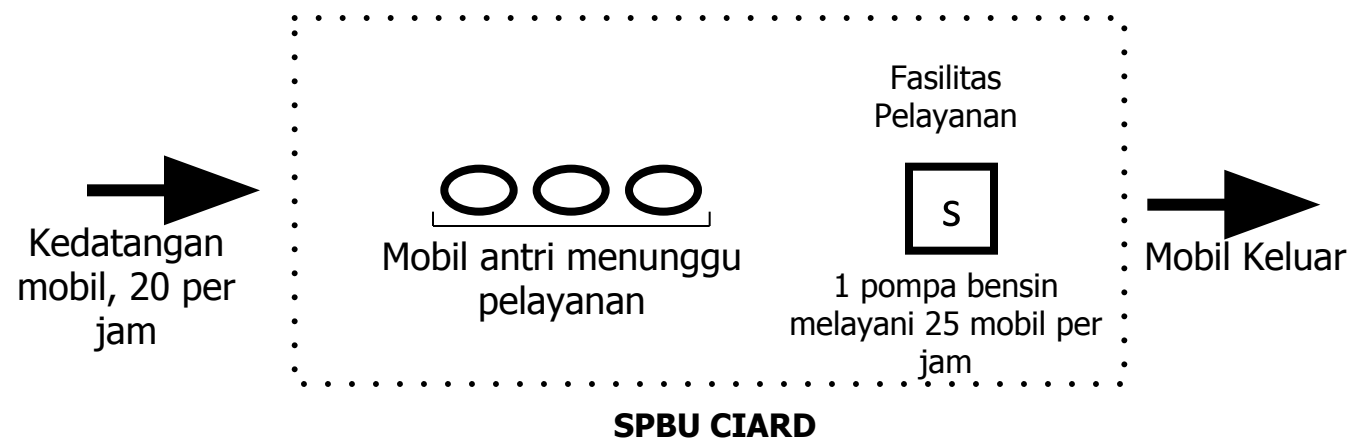 Kedatangan
mobil, 20 per
jam
Mobil antri menunggu
pelayanan
Fasilitas
Pelayanan
S
1 pompa bensin
melayani 25 mobil per
jam
Mobil Keluar
SPBU CIARD